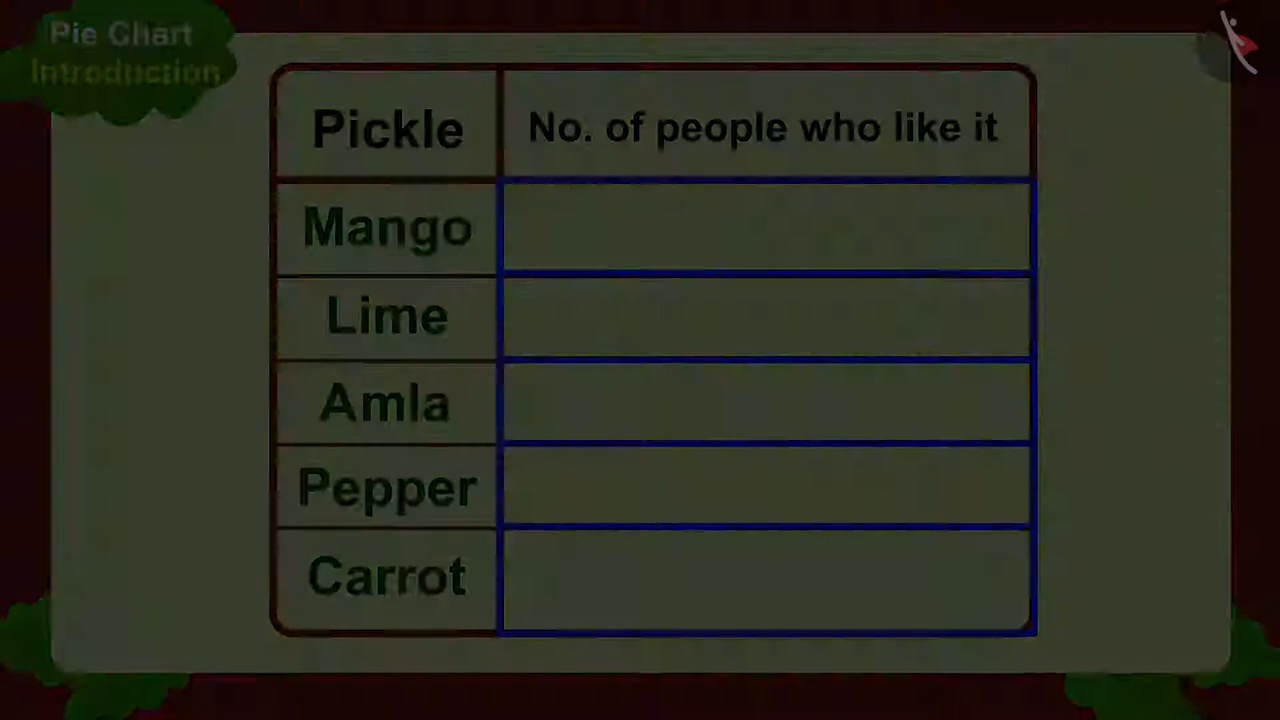 Pie Chart
Introduction
Pickle No. of people who like it
Mango
Lime
Amla
Pepper
Carrot